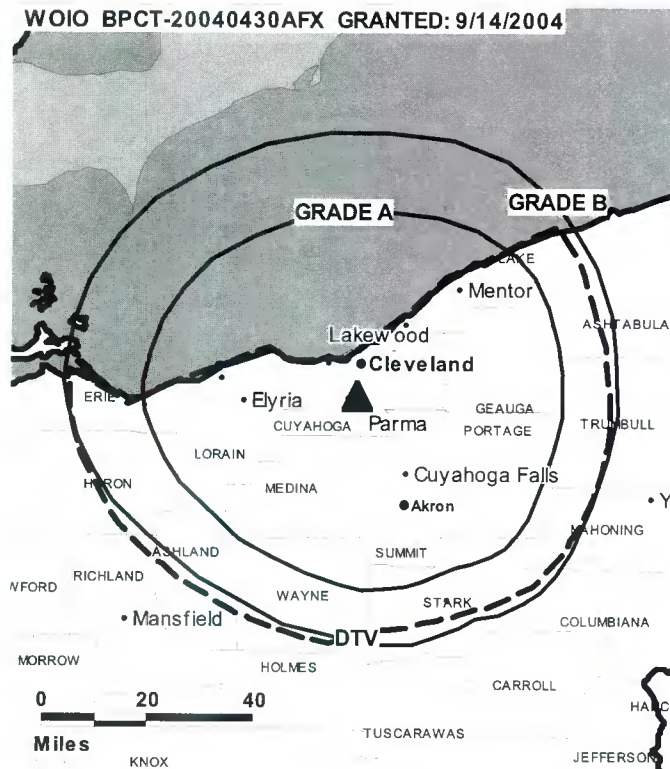 WOIO BPCT-20040430AFX GRANTED: 9/14/2004
GRADE A
GRADE B
LAKE
Mentor
Lakewood
ASHTABULA
Cleveland
ERIE
Elyria
GEAUGA
CUYAHOGA
Parma
PORTAGE
TRUMBULL
LORAIN
Cuyahoga Falls
HURON
MEDINA
Akron
Y
MAHONING
ASHLAND
SUMMIT
RICHLAND
WFORD
WAYNE
STARK
Mansfield
COLUMBIANA
DTV
MORROW
HOLMES
CARROLL
0 20 40
HANC
Miles
TUSCARAWAS
KNOX
JEFFERSON